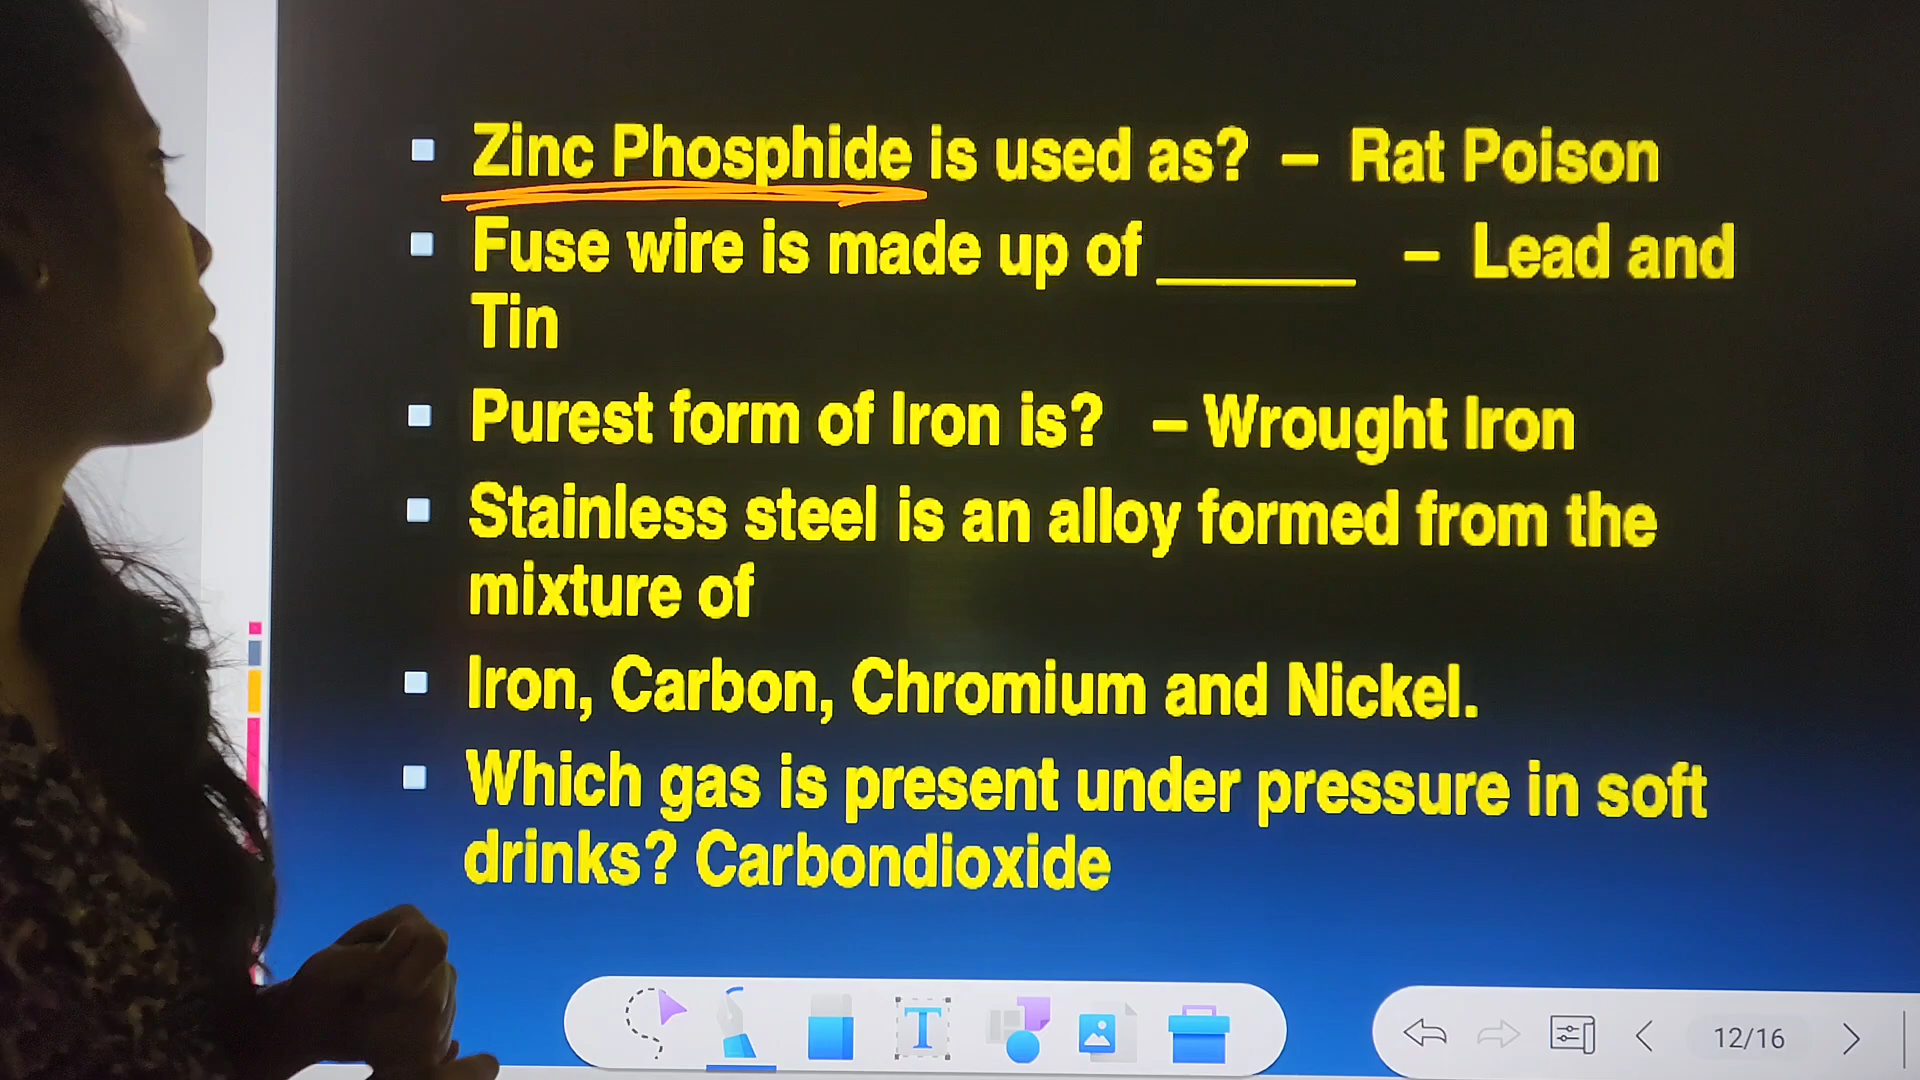 Zinc Phosphide is used as? – Rat Poison
Fuse wire is made up of ______ – Lead and
Tin
Purest form of Iron is? – Wrought Iron
Stainless steel is an alloy formed from the
mixture of
Iron, Carbon, Chromium and Nickel.
Which gas is present under pressure in soft
drinks? Carbondioxide
T
12/16